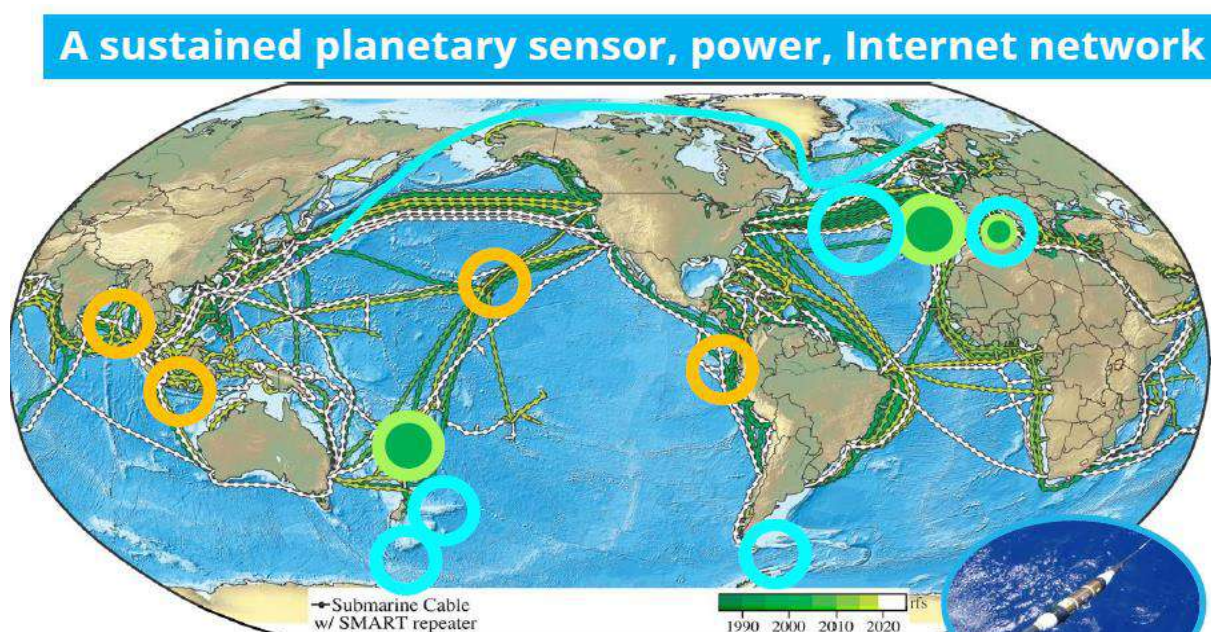 A sustained planetary sensor, power, Internet network
Submarine Cable
w/ SMART repeater
rfs
1990 2000 2010 2020